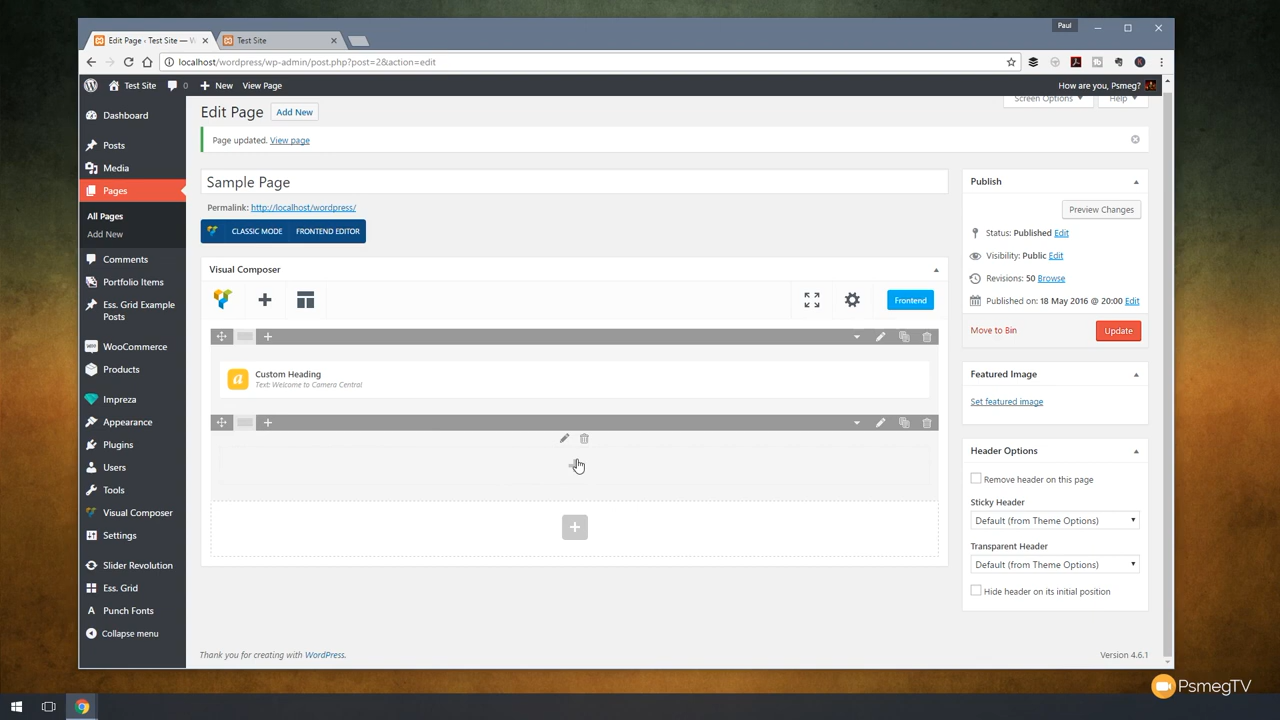 Paul
Edit Page ‹ Test Site — V
Test Site
localhost/wordpress/wp-admin/post.php?post=2&action=edit
Test Site
0
New
View Page
How are you, Psmeg?
Dashboard
Posts
Media
Pages
All Pages
Add New
Comments
Portfolio Items
Ess. Grid Example
Posts
WooCommerce
Products
Impreza
Appearance
Plugins
Users
Tools
Visual Composer
Settings
Slider Revolution
Ess. Grid
Punch Fonts
Collapse menu
Edit Page
Add New
Screen Options
Help
Page updated. View page
Sample Page
Permalink: http://localhost/wordpress/
CLASSIC MODE
FRONTEND EDITOR
Visual Composer
Frontend
Custom Heading
Text: Welcome to Camera Central
Publish
Preview Changes
Status: Published Edit
Visibility: Public Edit
Revisions: 50 Browse
Published on: 18 May 2016 @ 20:00 Edit
Move to Bin
Update
Featured Image
Set featured image
Header Options
Remove header on this page
Sticky Header
Default (from Theme Options)
Transparent Header
Default (from Theme Options)
Hide header on its initial position
Thank you for creating with WordPress.
Version 4.6.1
PsmegTV